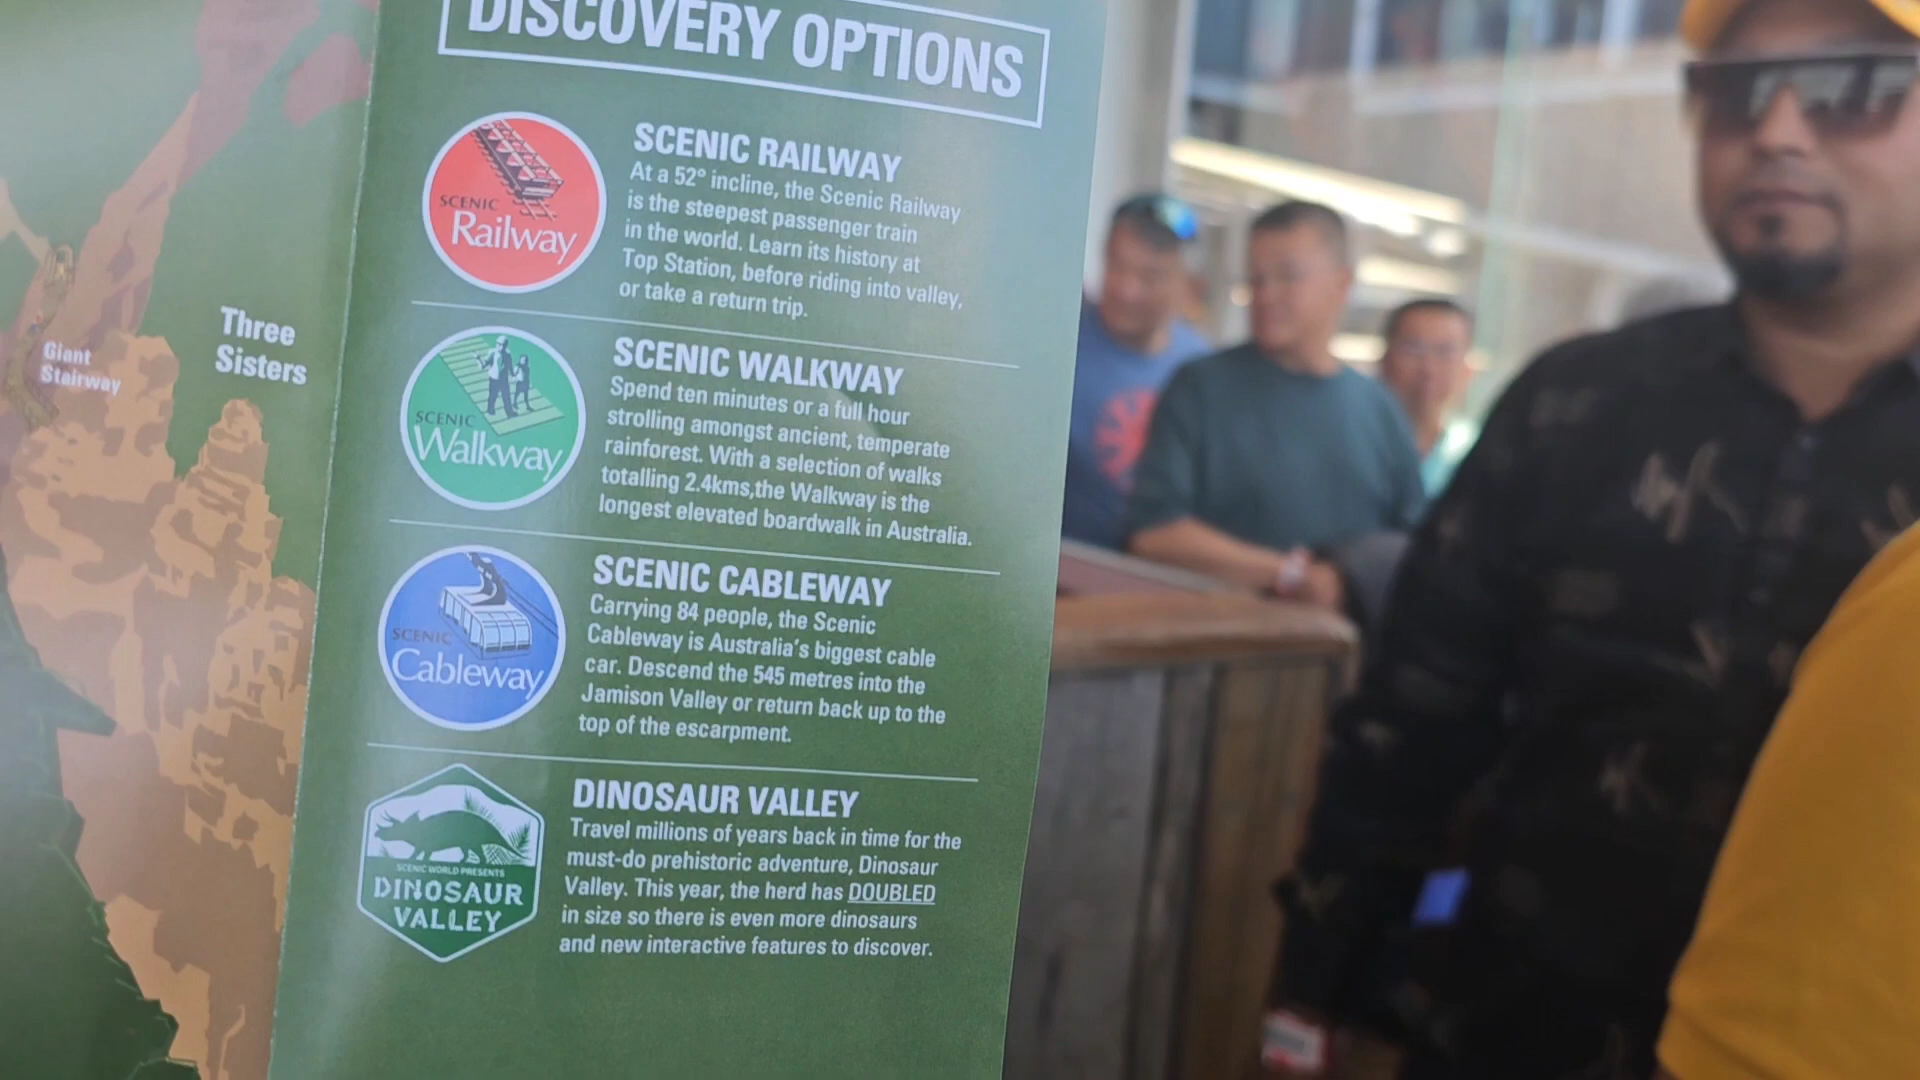 DISCOVERY OPTIONS
SCENIC
Railway
SCENIC RAILWAY
At a 52° incline, the Scenic Railway
is the steepest passenger train
in the world. Learn its history at
Top Station, before riding into valley,
or take a return trip.
Three
Sisters
Giant
Stairway
SCENIC
Walkway
SCENIC WALKWAY
Spend ten minutes or a full hour
strolling amongst ancient, temperate
rainforest. With a selection of walks
totalling 2.4kms,the Walkway is the
longest elevated boardwalk in Australia.
SCENIC
Cableway
SCENIC CABLEWAY
Carrying 84 people, the Scenic
Cableway is Australia's biggest cable
car. Descend the 545 metres into the
Jamison Valley or return back up to the
top of the escarpment.
SCENIC WORLD PRESENTS
DINOSAUR
VALLEY
DINOSAUR VALLEY
Travel millions of years back in time for the
must-do prehistoric adventure, Dinosaur
Valley. This year, the herd has DOUBLED
in size so there is even more dinosaurs
and new interactive features to discover.